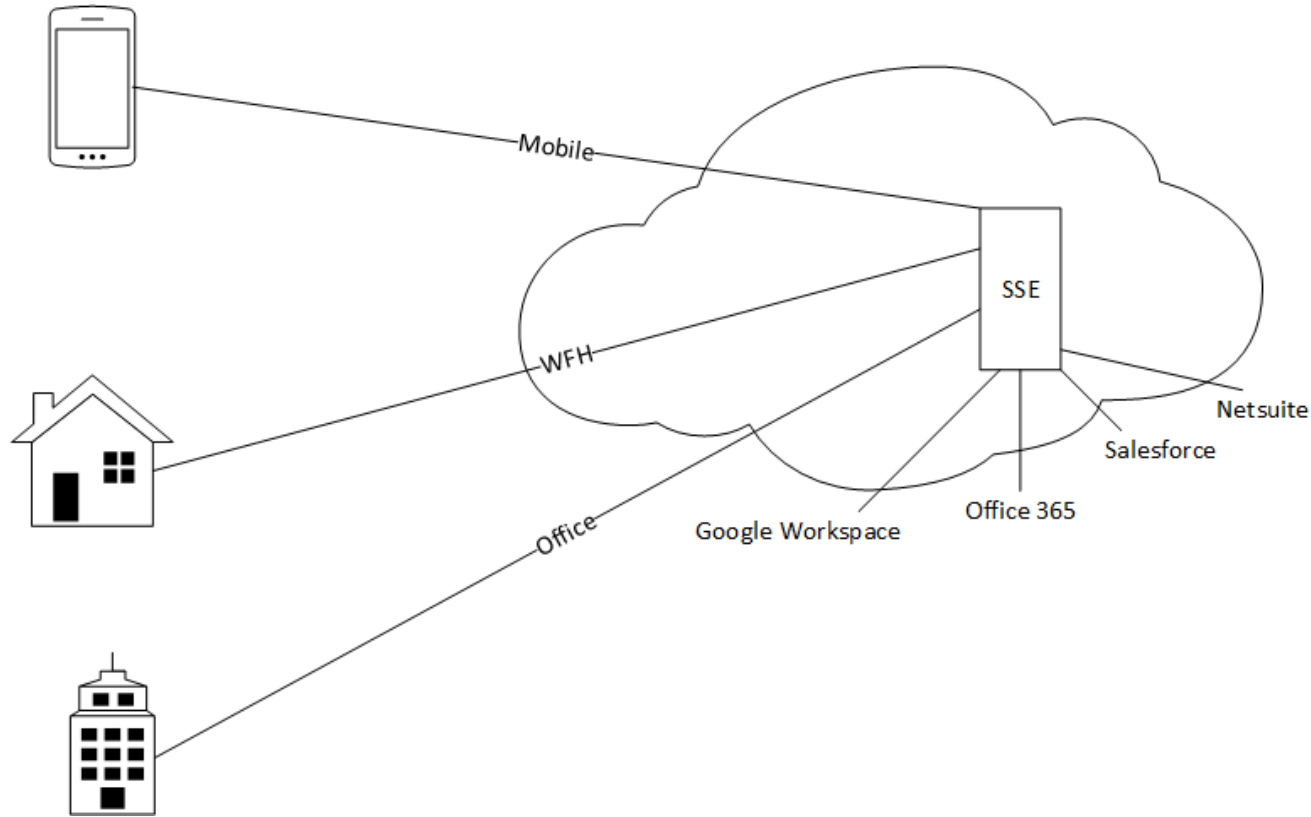 Mobile
SSE
WFH
Netsuite
Salesforce
Office 365
Google Workspace
Office